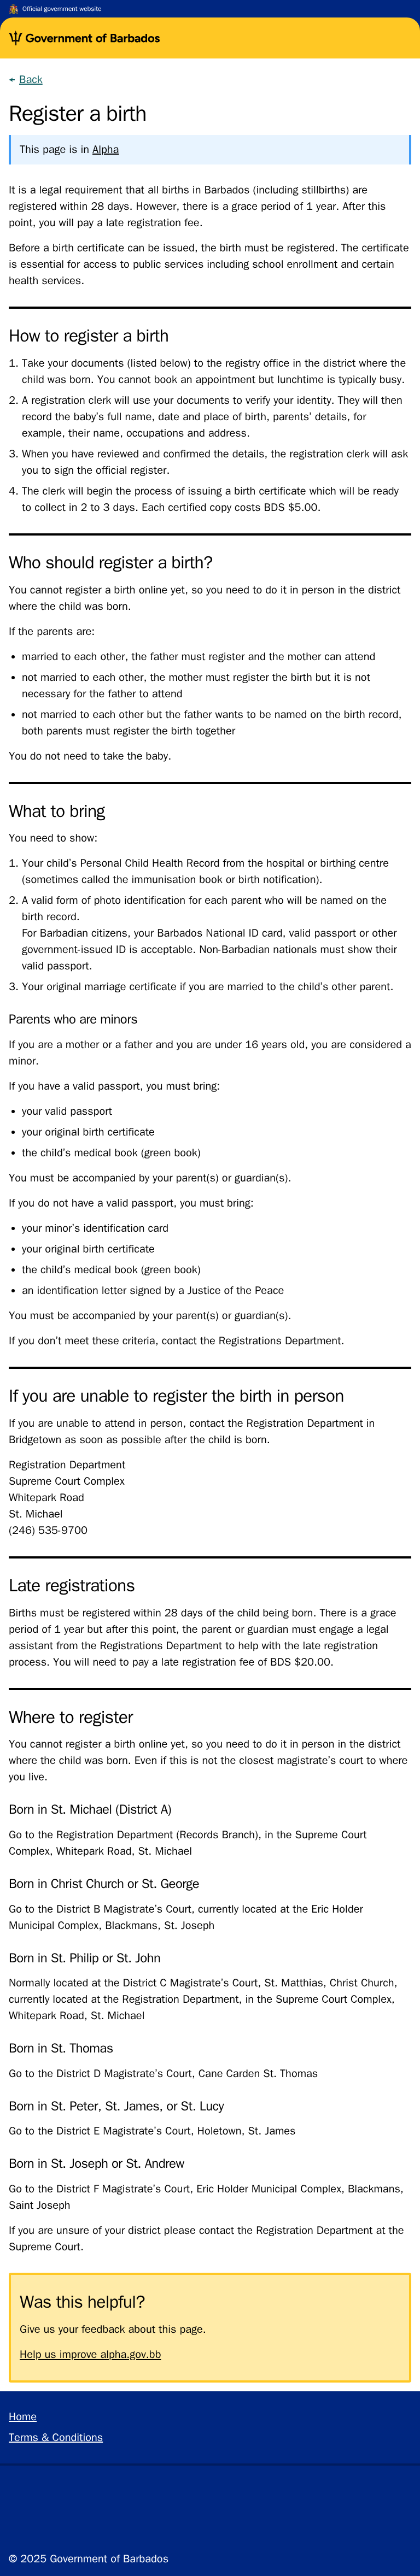 Official government website
Government of Barbados
← Back
Register a birth
This page is in Alpha
It is a legal requirement that all births in Barbados (including stillbirths) are
registered within 28 days. However, there is a grace period of 1 year. After this
point, you will pay a late registration fee.
Before a birth certificate can be issued, the birth must be registered. The certificate
is essential for access to public services including school enrollment and certain
health services.
How to register a birth
1. Take your documents (listed below) to the registry office in the district where the
child was born. You cannot book an appointment but lunchtime is typically busy.
2. A registration clerk will use your documents to verify your identity. They will then
record the baby's full name, date and place of birth, parents' details, for
example, their name, occupations and address.
3. When you have reviewed and confirmed the details, the registration clerk will ask
you to sign the official register.
4. The clerk will begin the process of issuing a birth certificate which will be ready
to collect in 2 to 3 days. Each certified copy costs BDS $5.00.
Who should register a birth?
You cannot register a birth online yet, so you need to do it in person in the district
where the child was born.
If the parents are:
• married to each other, the father must register and the mother can attend
• not married to each other, the mother must register the birth but it is not
necessary for the father to attend
• not married to each other but the father wants to be named on the birth record,
both parents must register the birth together
You do not need to take the baby.
What to bring
You need to show:
1. Your child's Personal Child Health Record from the hospital or birthing centre
(sometimes called the immunisation book or birth notification).
2. A valid form of photo identification for each parent who will be named on the
birth record.
For Barbadian citizens, your Barbados National ID card, valid passport or other
government-issued ID is acceptable. Non-Barbadian nationals must show their
valid passport.
3. Your original marriage certificate if you are married to the child's other parent.
Parents who are minors
If you are a mother or a father and you are under 16 years old, you are considered a
minor.
If you have a valid passport, you must bring:
• your valid passport
• your original birth certificate
• the child's medical book (green book)
You must be accompanied by your parent(s) or guardian(s).
If you do not have a valid passport, you must bring:
• your minor's identification card
• your original birth certificate
• the child's medical book (green book)
• an identification letter signed by a Justice of the Peace
You must be accompanied by your parent(s) or guardian(s).
If you don't meet these criteria, contact the Registrations Department.
If you are unable to register the birth in person
If you are unable to attend in person, contact the Registration Department in
Bridgetown as soon as possible after the child is born.
Registration Department
Supreme Court Complex
Whitepark Road
St. Michael
(246) 535-9700
Late registrations
Births must be registered within 28 days of the child being born. There is a grace
period of 1 year but after this point, the parent or guardian must engage a legal
assistant from the Registrations Department to help with the late registration
process. You will need to pay a late registration fee of BDS $20.00.
Where to register
You cannot register a birth online yet, so you need to do it in person in the district
where the child was born. Even if this is not the closest magistrate's court to where
you live.
Born in St. Michael (District A)
Go to the Registration Department (Records Branch), in the Supreme Court
Complex, Whitepark Road, St. Michael
Born in Christ Church or St. George
Go to the District B Magistrate's Court, currently located at the Eric Holder
Municipal Complex, Blackmans, St. Joseph
Born in St. Philip or St. John
Normally located at the District C Magistrate's Court, St. Matthias, Christ Church,
currently located at the Registration Department, in the Supreme Court Complex,
Whitepark Road, St. Michael
Born in St. Thomas
Go to the District D Magistrate's Court, Cane Carden St. Thomas
Born in St. Peter, St. James, or St. Lucy
Go to the District E Magistrate's Court, Holetown, St. James
Born in St. Joseph or St. Andrew
Go to the District F Magistrate's Court, Eric Holder Municipal Complex, Blackmans,
Saint Joseph
If you are unsure of your district please contact the Registration Department at the
Supreme Court.
Was this helpful?
Give us your feedback about this page.
Help us improve alpha.gov.bb
Home
Terms & Conditions
© 2025 Government of Barbados